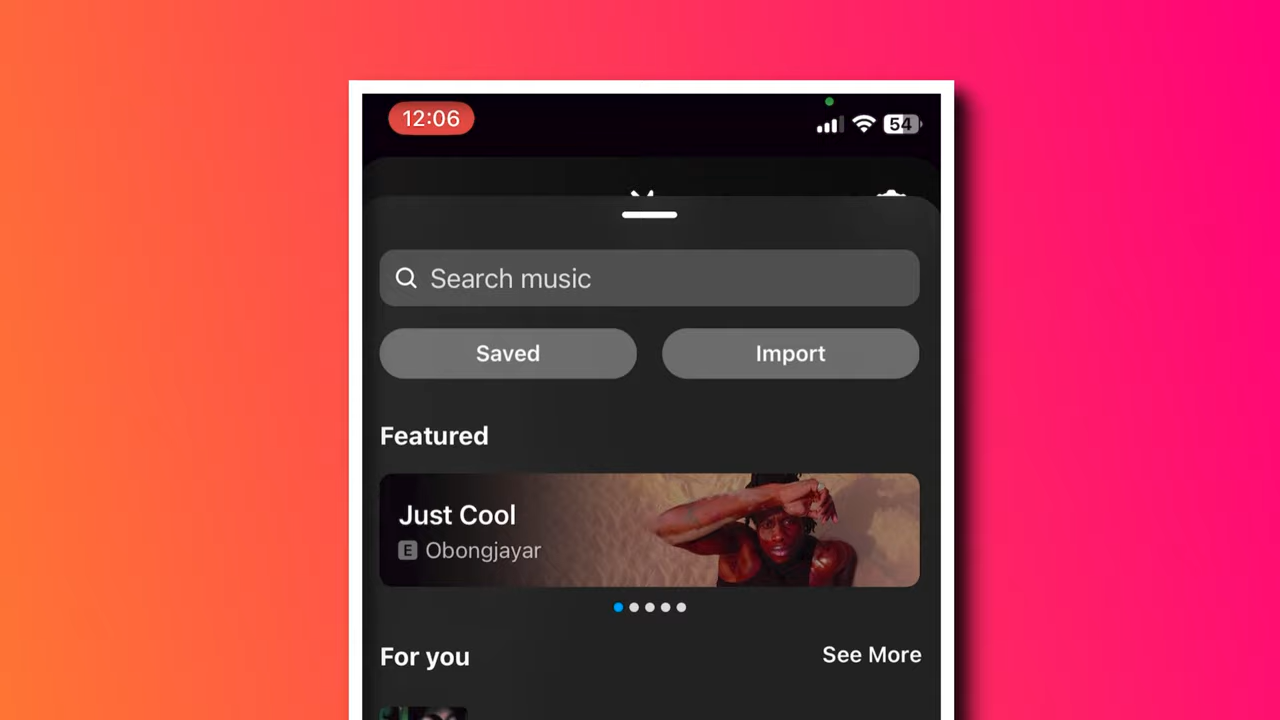 12:06
54
Search music
Saved
Import
Featured
Just Cool
E Obongjayar
For you
See More